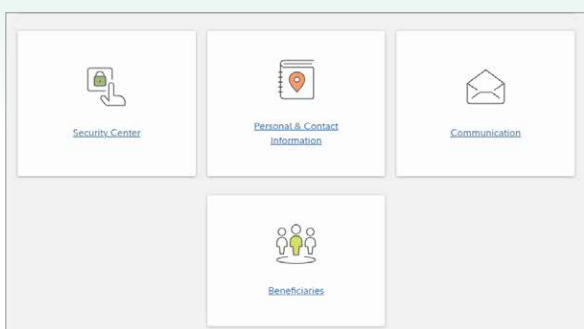 Security Center
Personal & Contact
Information
Communication
Beneficiaries